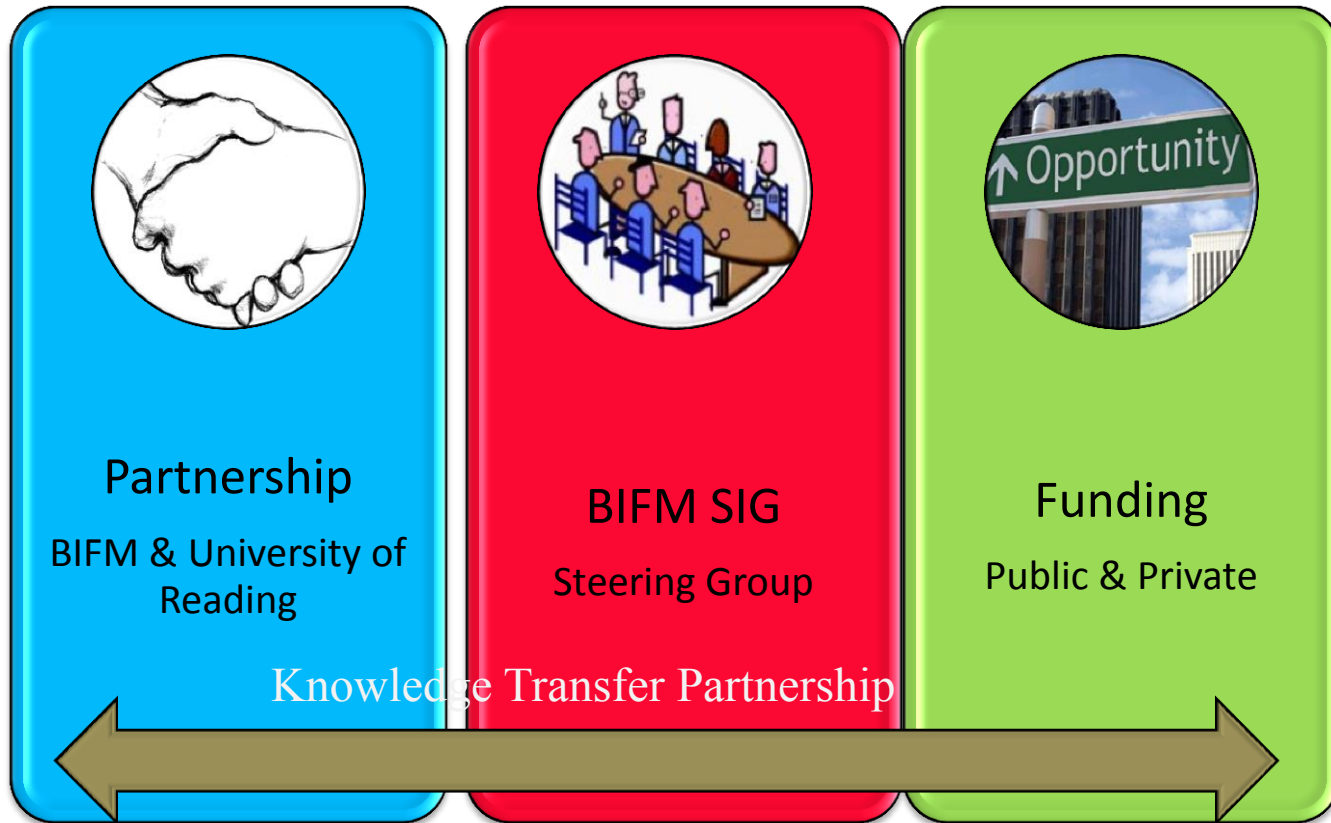 Opportunity
Partnership
BIFM & University of
Reading
BIFM SIG
Steering Group
Funding
Public & Private
Knowledge Transfer Partnership